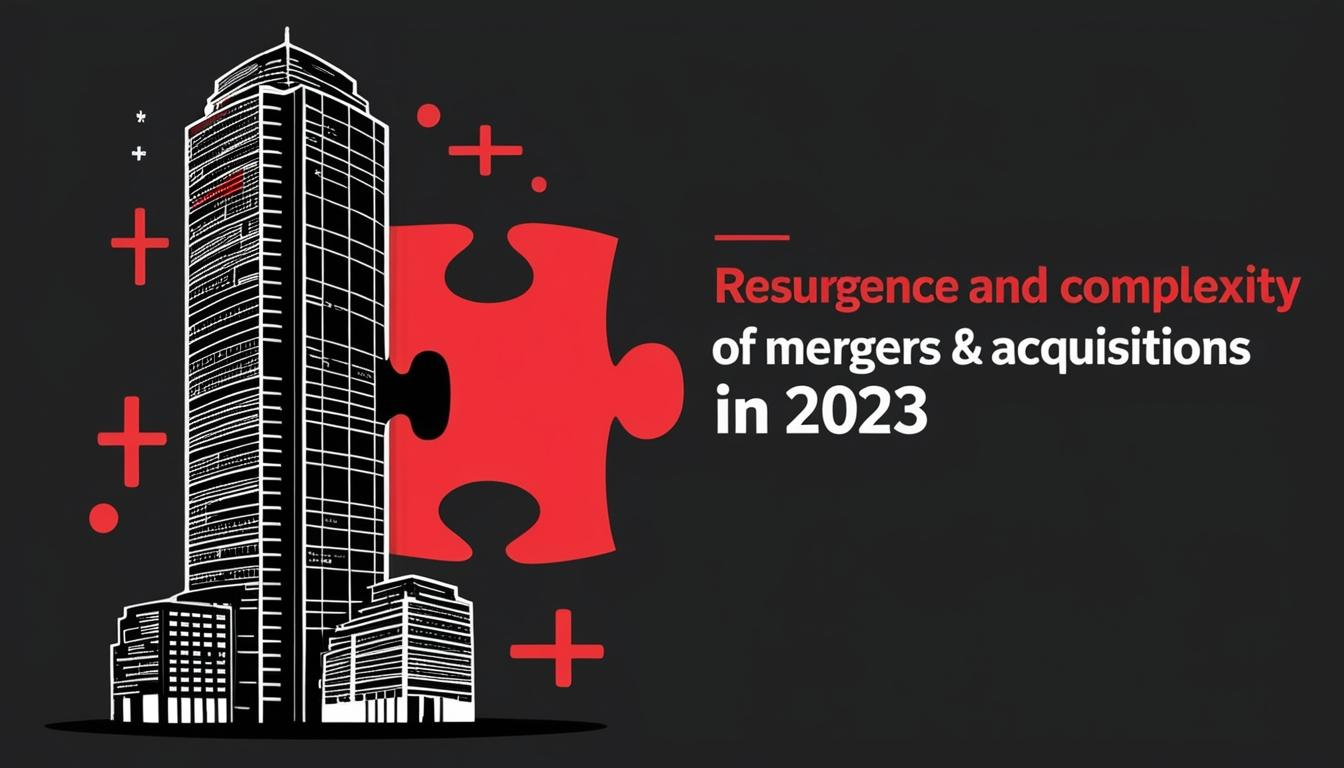 Resurgence and complexity
of mergers & acquisitions
in 2023